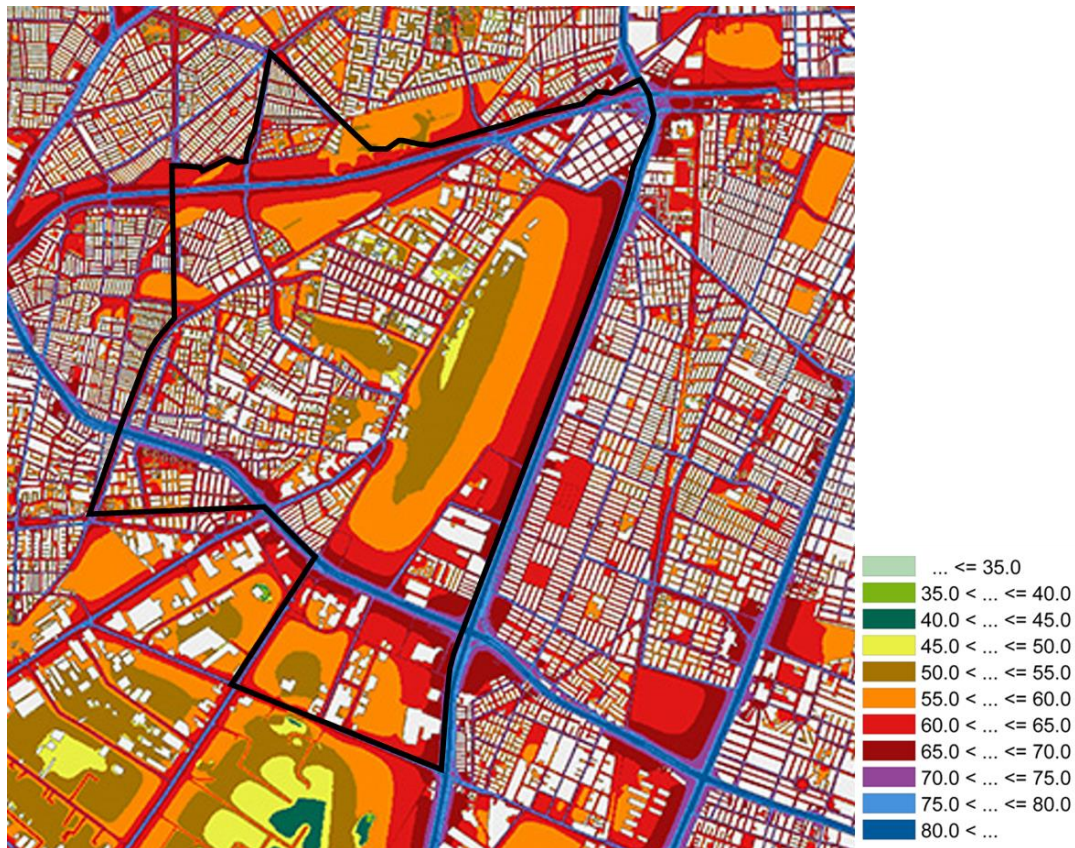 ... <= 35.0
35.0 < ... <= 40.0
40.0 < ... <= 45.0
45.0 < ... <= 50.0
50.0 < ... <= 55.0
55.0 < ... <= 60.0
60.0 < ... <= 65.0
65.0 < ... <= 70.0
70.0 < ... <= 75.0
75.0 < ... <= 80.0
80.0 < ...